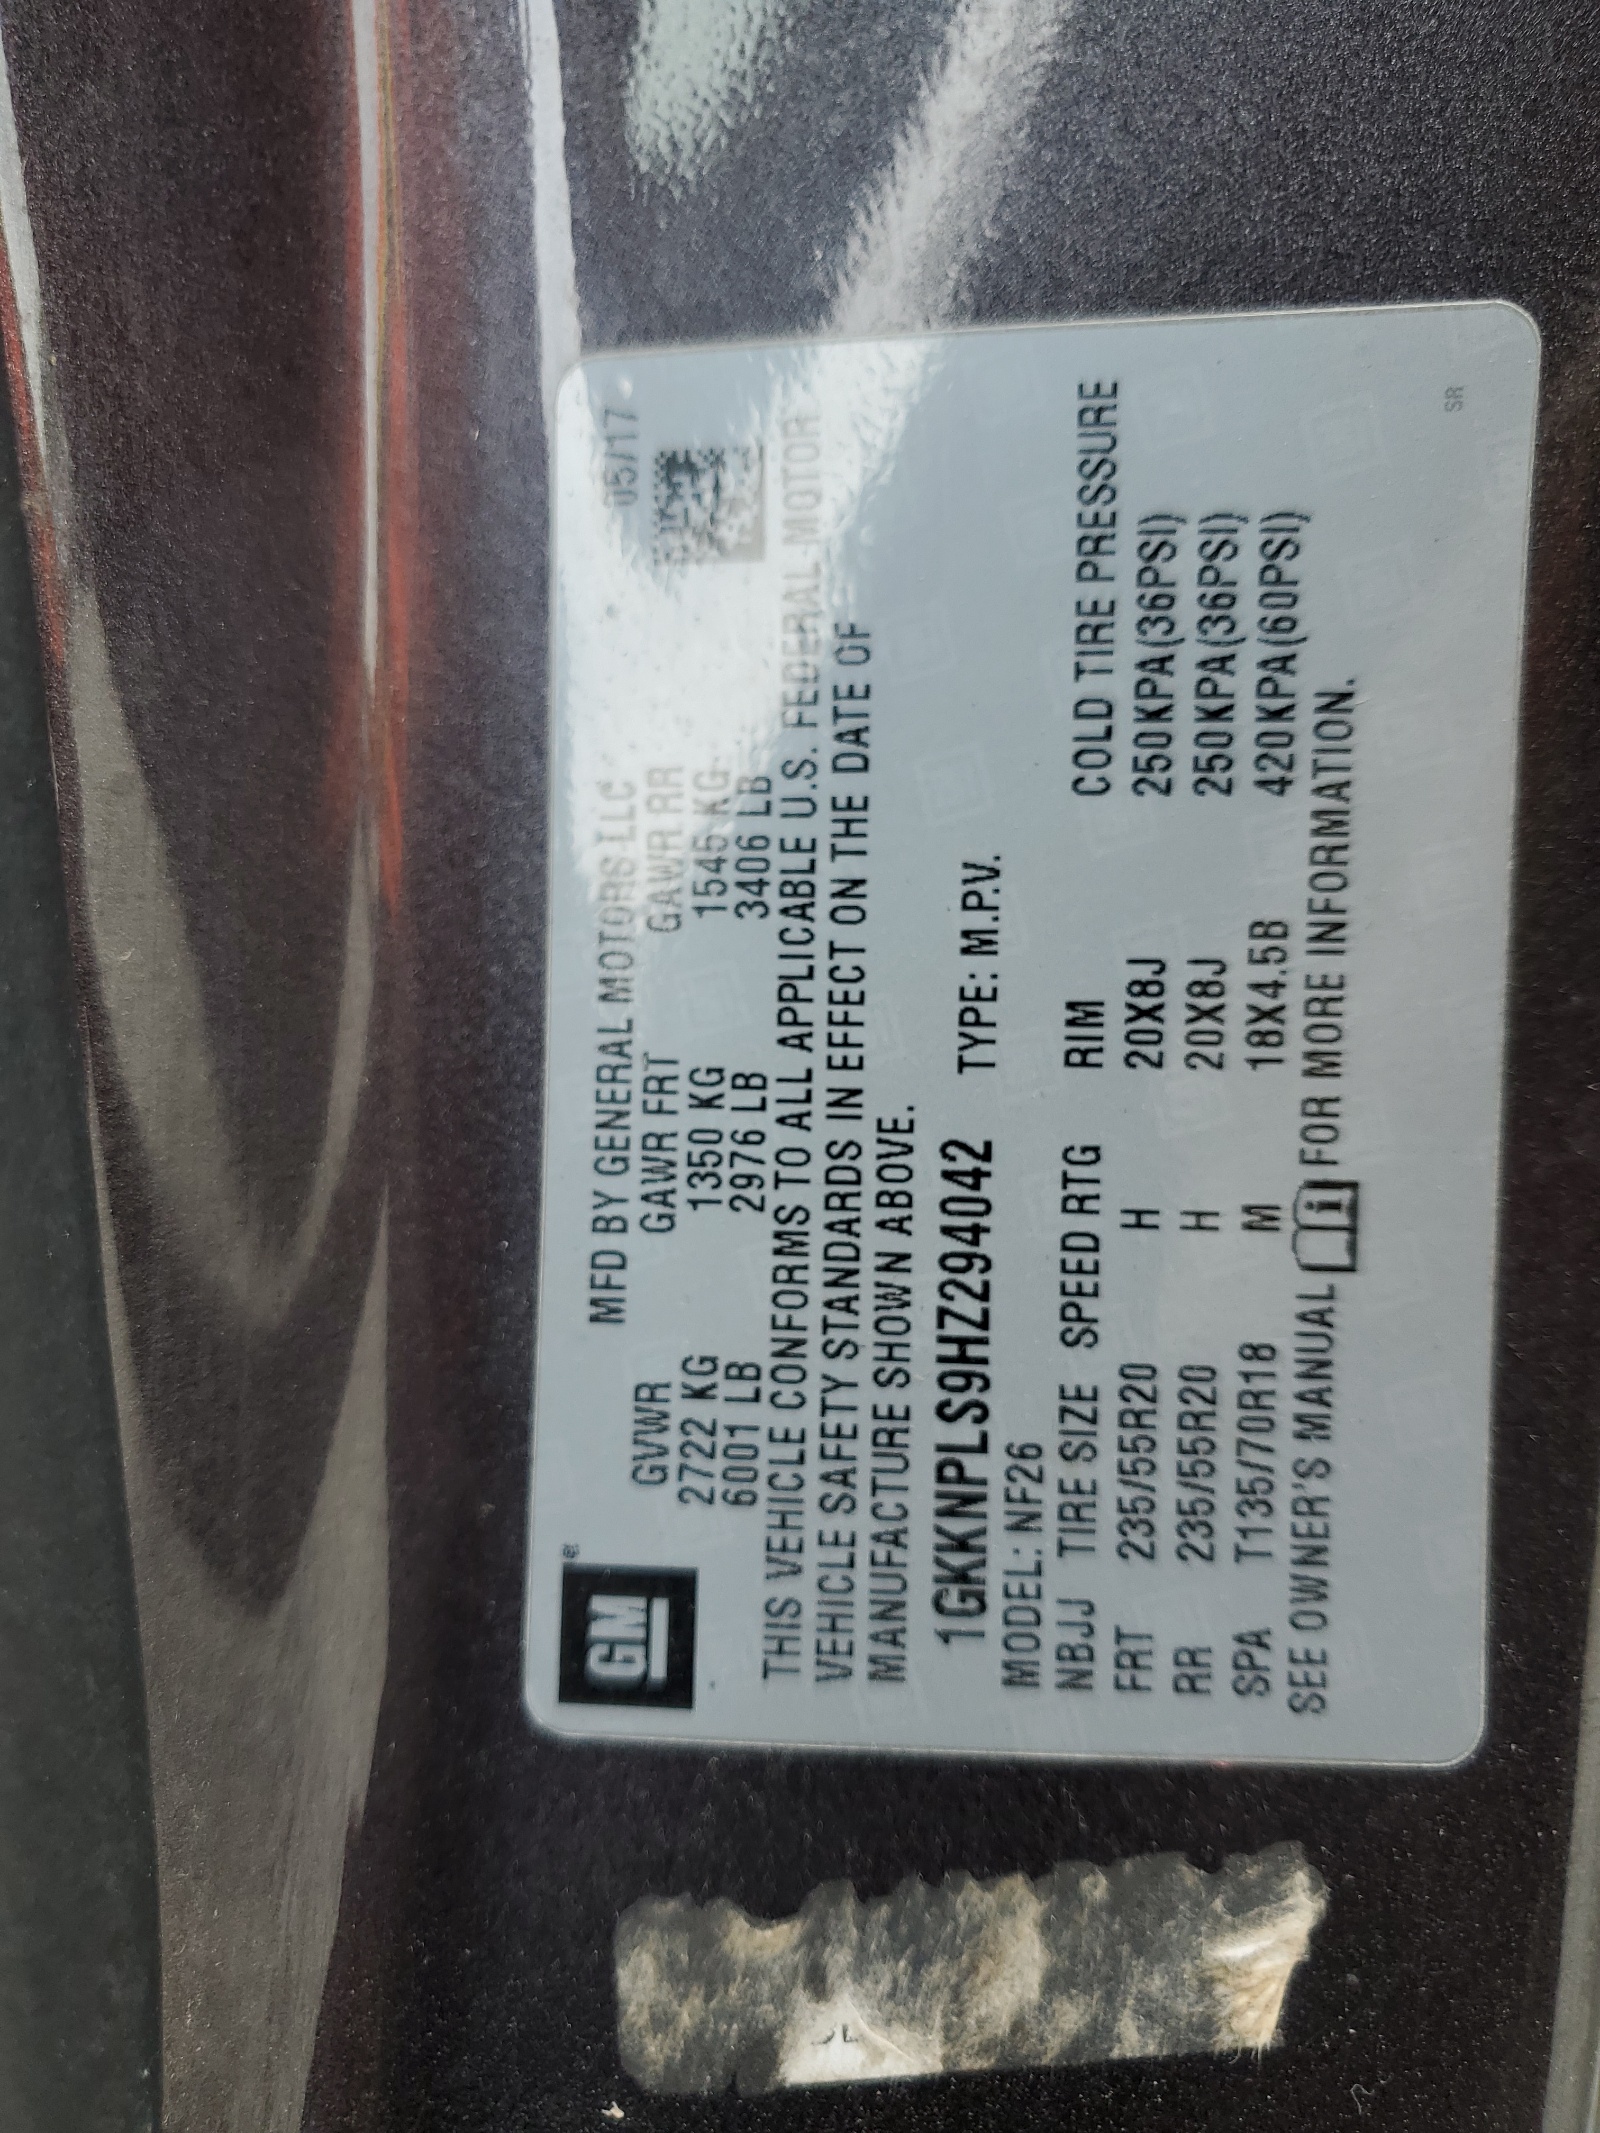 GM
MFD BY GENERAL MOTORS LLC 05/17
GVWR GAWR FRT GAWR RR
2722 KG 1350 KG 1545 KG
6001 LB 2976 LB 3406 LB
THIS VEHICLE CONFORMS TO ALL APPLICABLE U.S. FEDERAL MOTOR
VEHICLE SAFETY STANDARDS IN EFFECT ON THE DATE OF
MANUFACTURE SHOWN ABOVE.
1GKKNPLS9HZ294042 TYPE: M.P.V.
MODEL: NF26
NBJJ TIRE SIZE SPEED RTG RIM COLD TIRE PRESSURE
FRT 235/55R20 H 20X8J 250KPA(36PSI)
RR 235/55R20 H 20X8J 250KPA(36PSI)
SPA T135/70R18 M 18X4.5B 420KPA(60PSI)
SEE OWNER'S MANUAL i FOR MORE INFORMATION.
SR